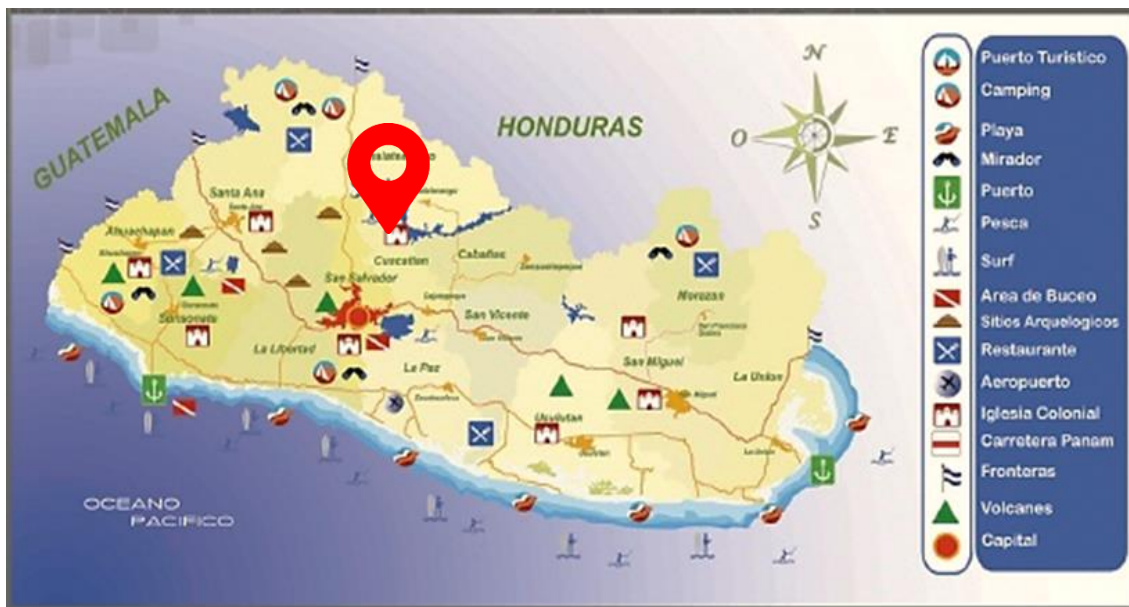 GUATEMALA
HONDURAS
N
O
E
S
Santa Ana
Ahuachapan
Cuscatlan
Cabañas
San Salvador
Sonsonate
San Vicente
La Libertad
La Paz
Morazan
San Miguel
La Union
Usulutan
OCEANO
PACIFICO
Puerto Turistico
Camping
Playa
Mirador
Puerto
Pesca
Surf
Area de Buceo
Sitios Arquelogicos
Restaurante
Aeropuerto
Iglesia Colonial
Carretera Panam
Fronteras
Volcanes
Capital